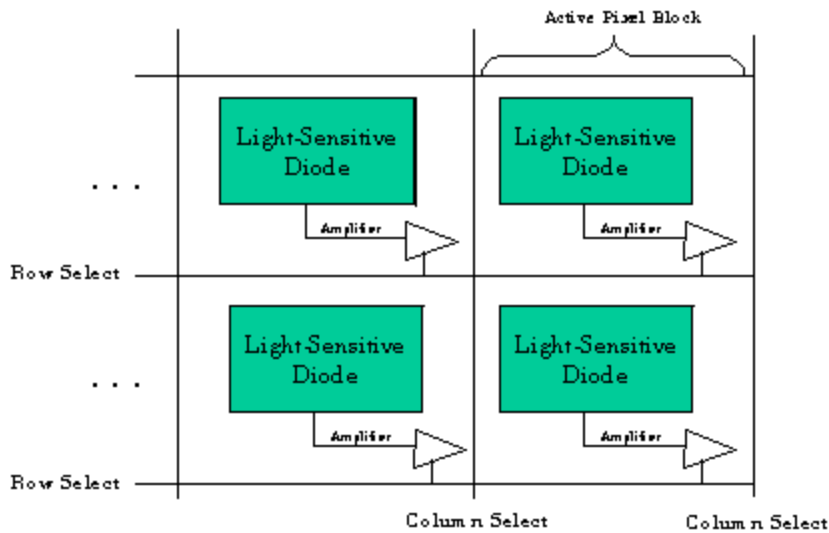 Active Pixel Block
Light-Sensitive
Diode
Light-Sensitive
Diode
. . .
Amplifier
Amplifier
Row Select
Light-Sensitive
Diode
Light-Sensitive
Diode
. . .
Amplifier
Amplifier
Row Select
Column Select
Column Select